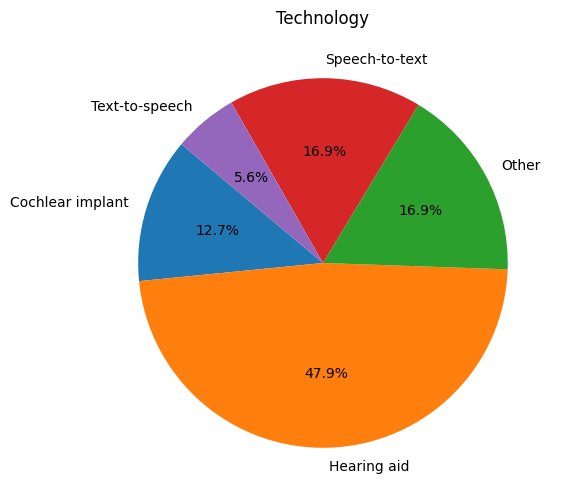 Technology
Speech-to-text
Text-to-speech
Other
Cochlear implant
Hearing aid
16.9%
5.6%
16.9%
12.7%
47.9%